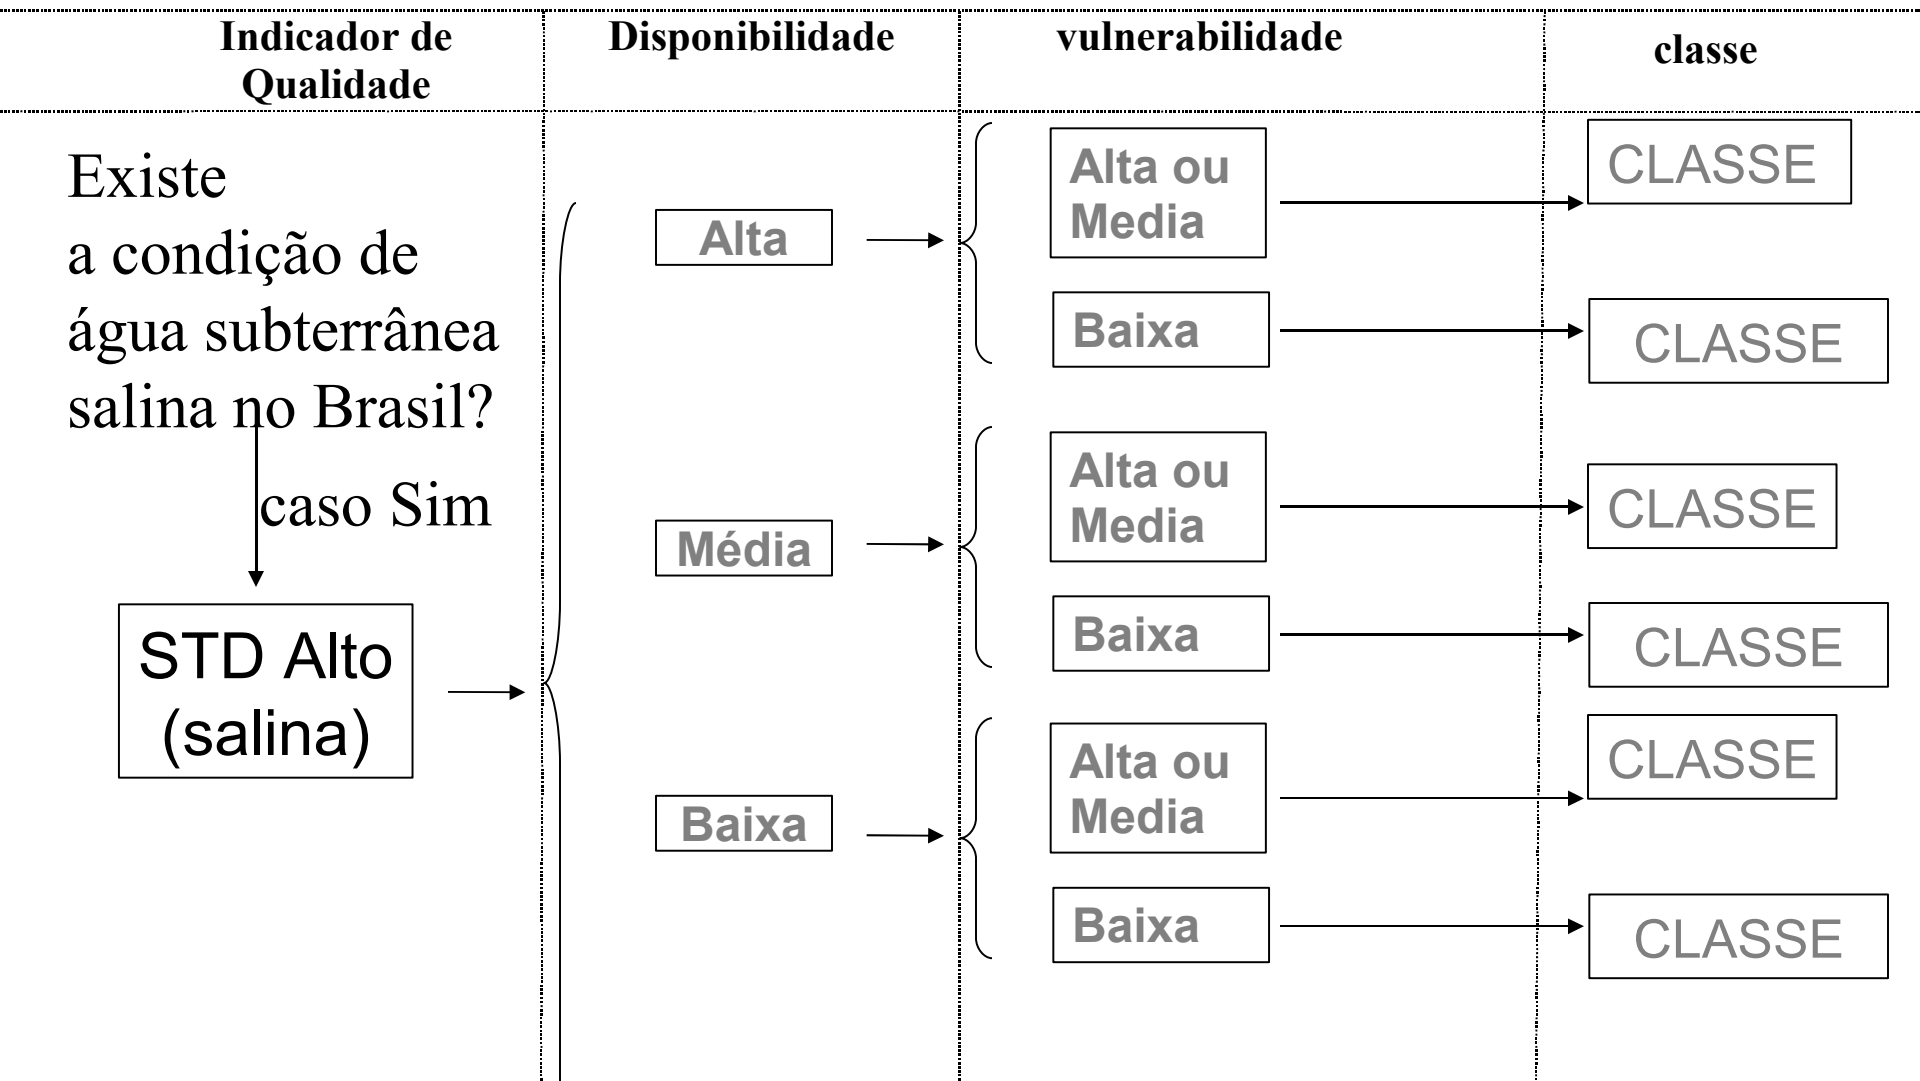 Indicador de
Qualidade
Disponibilidade
vulnerabilidade
classe
Existe
a condição de
água subterrânea
salina no Brasil?
caso Sim
STD Alto
(salina)
Alta
Alta ou
Media
CLASSE
Baixa
CLASSE
Média
Alta ou
Media
CLASSE
Baixa
CLASSE
Baixa
Alta ou
Media
CLASSE
Baixa
CLASSE